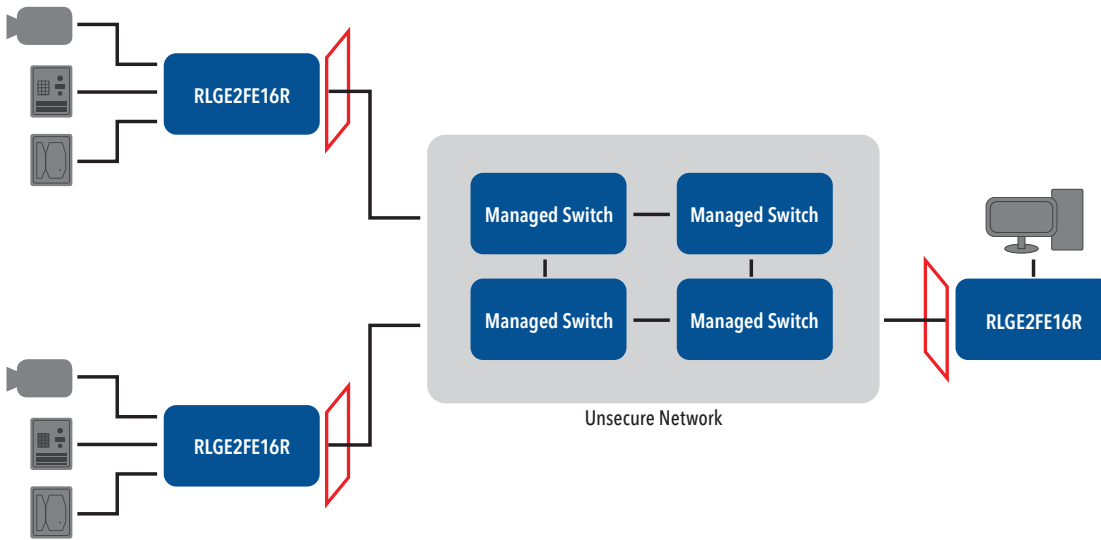 RLGE2FE16R
Managed Switch
Managed Switch
Managed Switch
Managed Switch
RLGE2FE16R
Unsecure Network
RLGE2FE16R